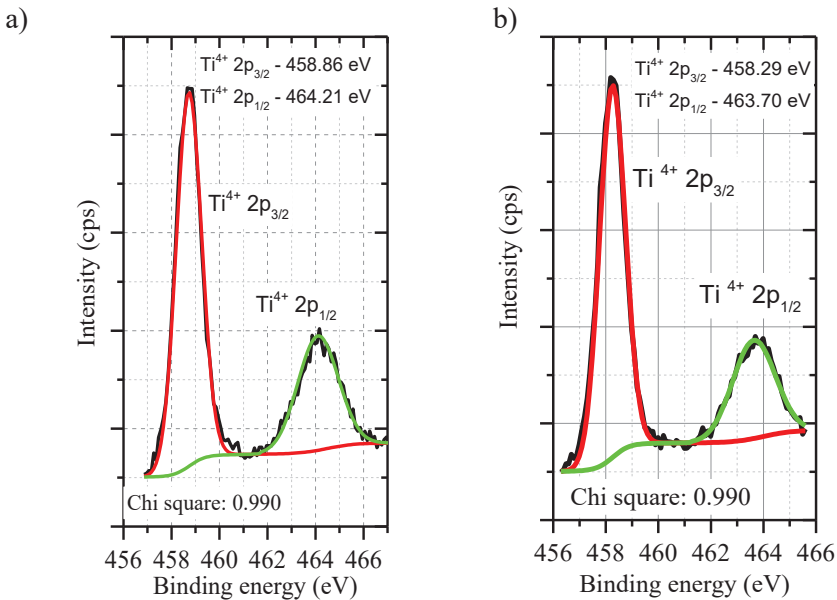 a)
Ti⁴⁺ 2p₃/₂ - 458.86 eV
Ti⁴⁺ 2p₁/₂ - 464.21 eV
Ti⁴⁺ 2p₃/₂
Ti⁴⁺ 2p₁/₂
Intensity (cps)
Chi square: 0.990
456 458 460 462 464 466
Binding energy (eV)
b)
Ti⁴⁺ 2p₃/₂ - 458.29 eV
Ti⁴⁺ 2p₁/₂ - 463.70 eV
Ti ⁴⁺ 2p₃/₂
Ti ⁴⁺ 2p₁/₂
Intensity (cps)
Chi square: 0.990
456 458 460 462 464 466
Binding energy (eV)